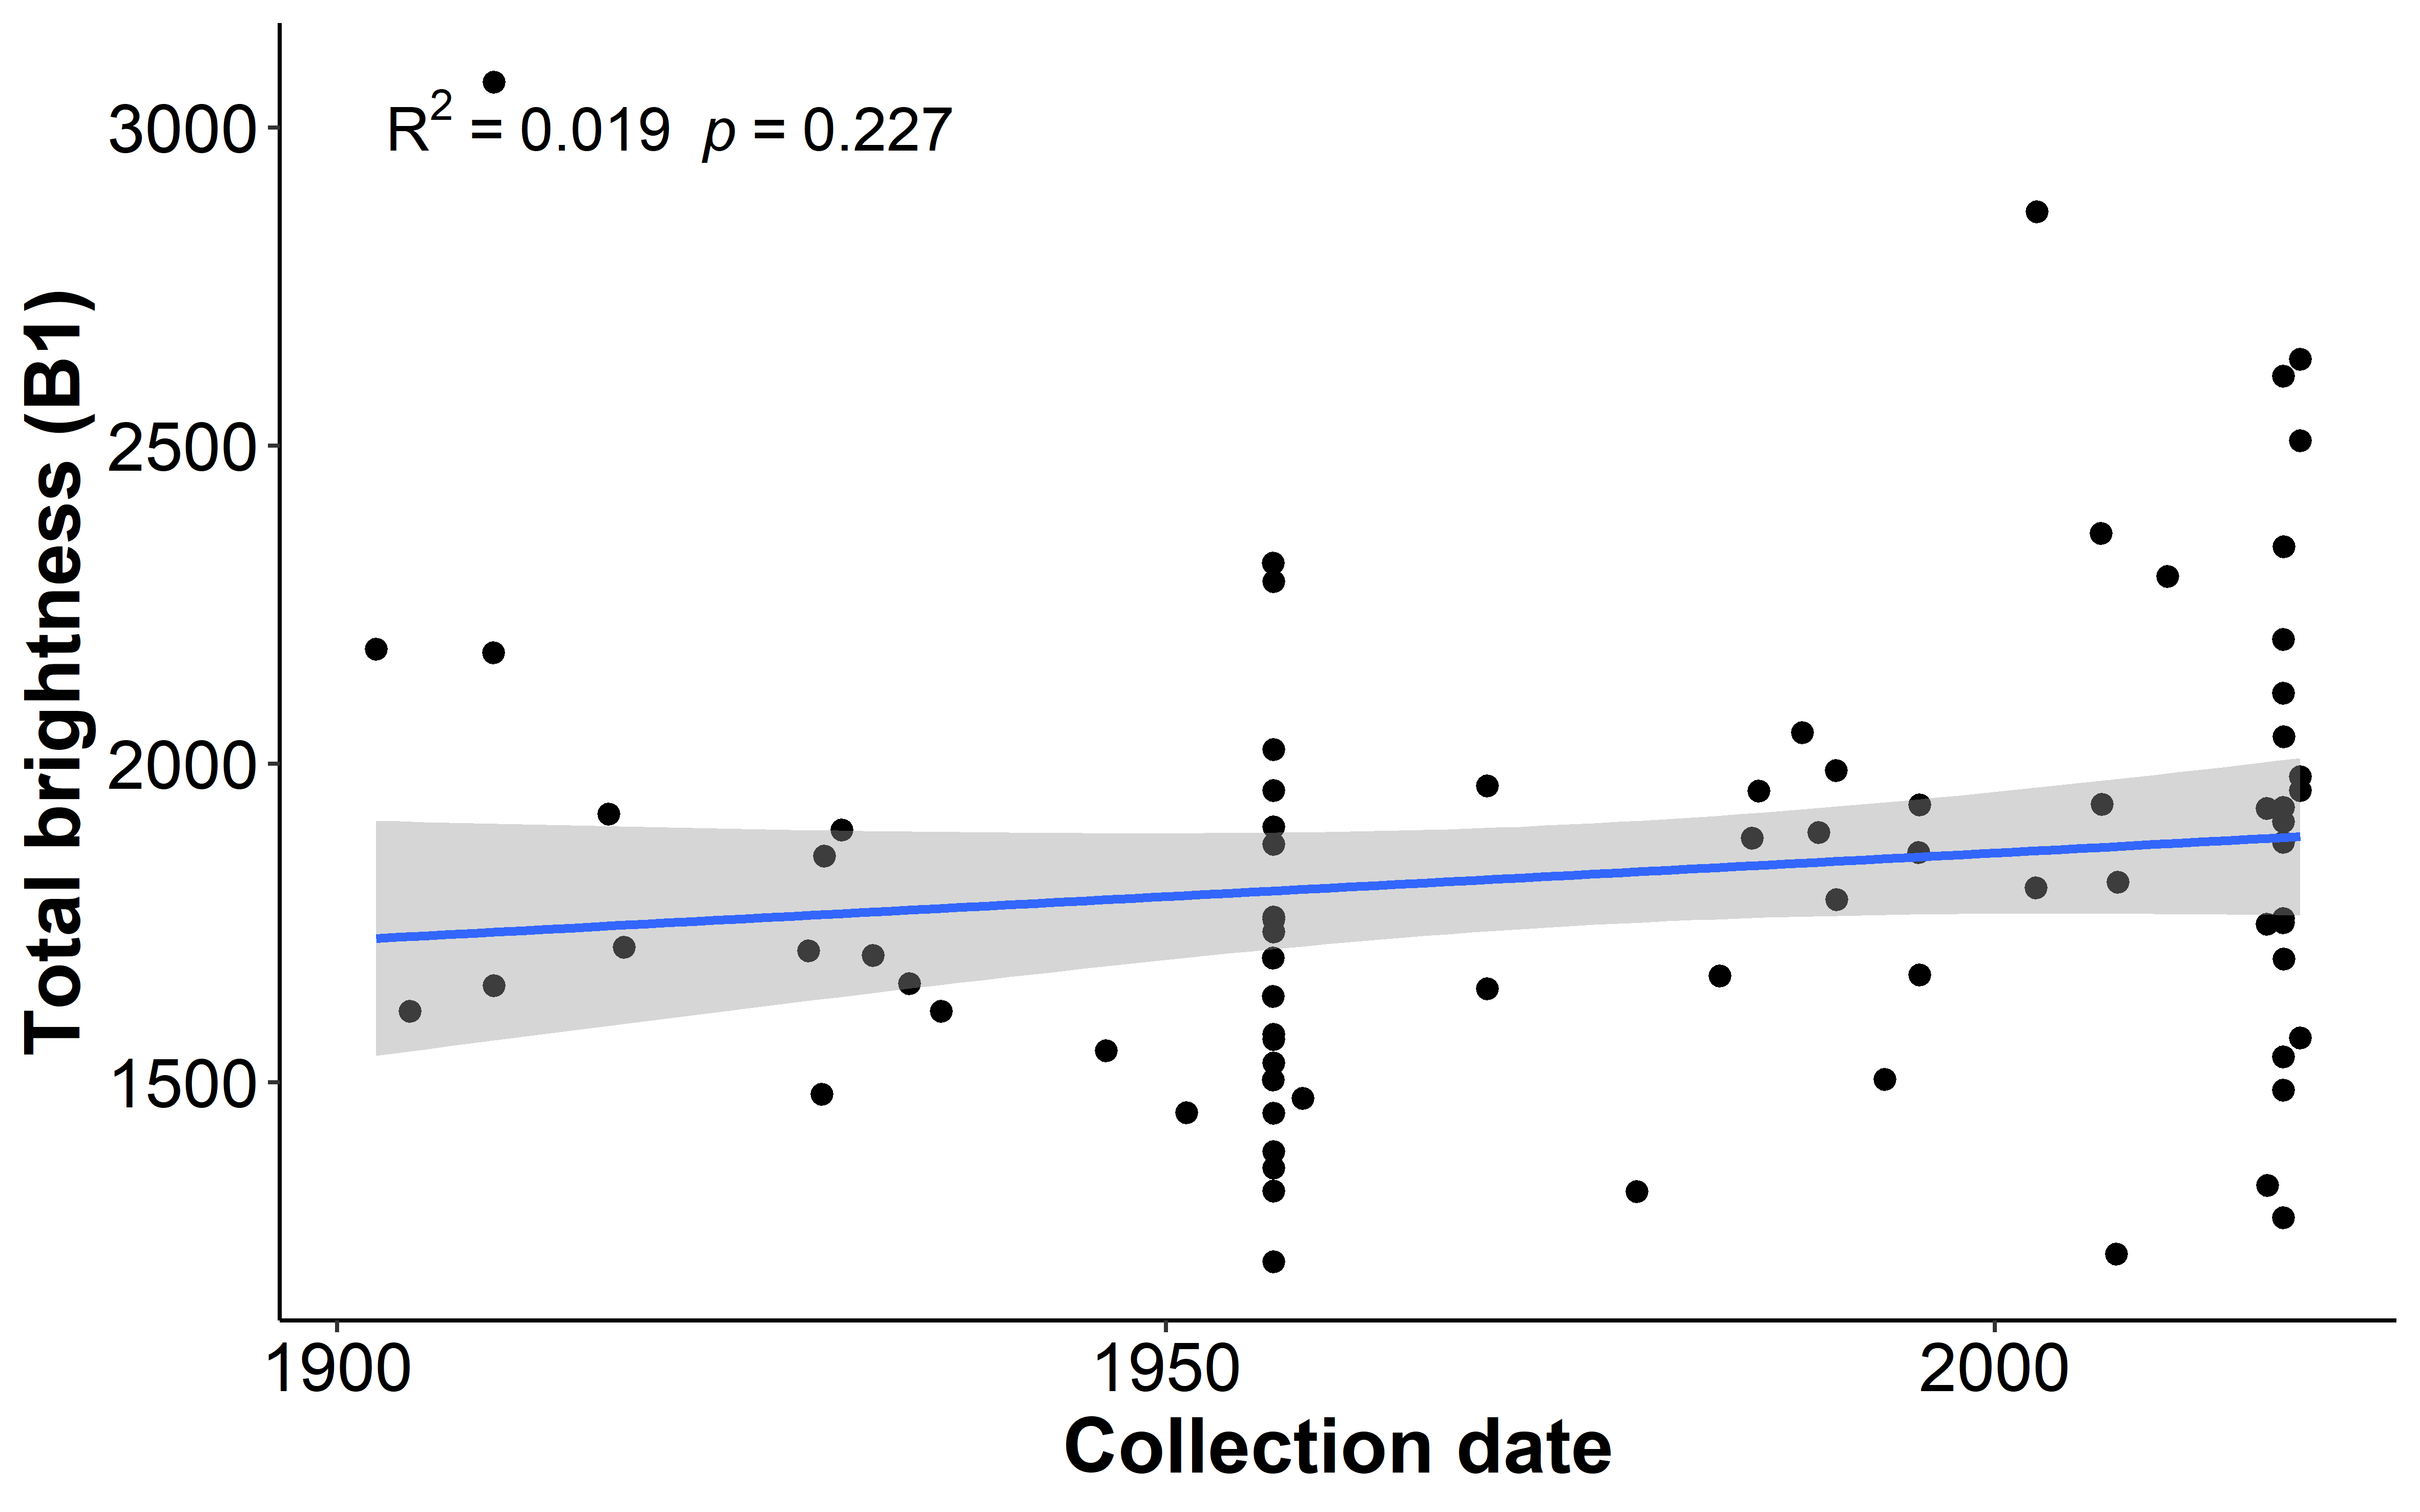 Total brightness (B1)
3000
2500
2000
1500
R² = 0.019 p = 0.227
1900 1950 2000
Collection date